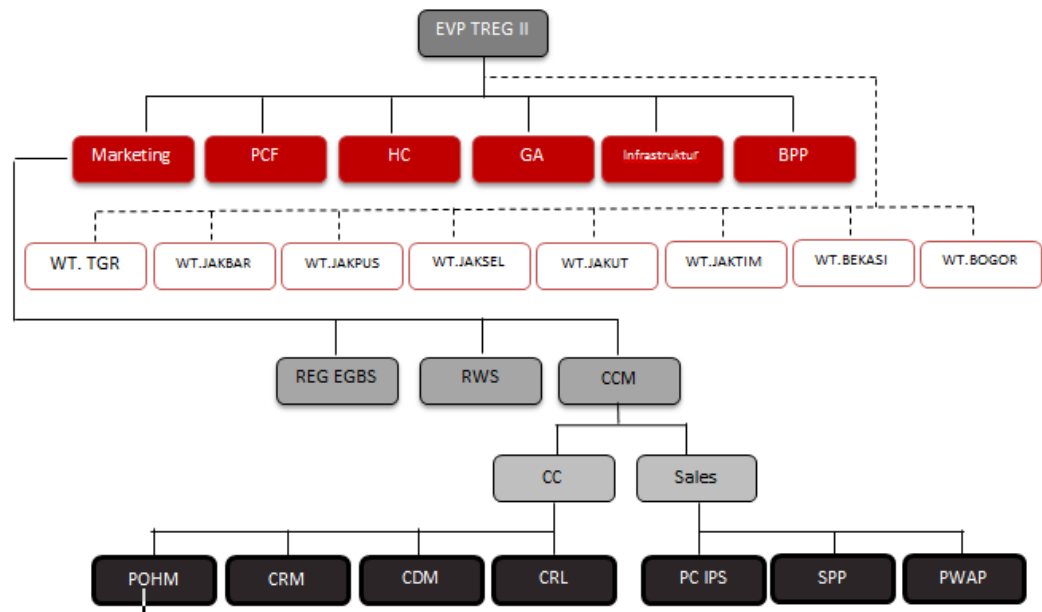 EVP TREG II
Marketing
PCF
HC
GA
Infrastruktur
BPP
WT. TGR
WT.JAKBAR
WT.JAKPUS
WT.JAKSEL
WT.JAKUT
WT.JAKTIM
WT.BEKASI
WT.BOGOR
REG EGBS
RWS
CCM
CC
Sales
POHM
CRM
CDM
CRL
PC IPS
SPP
PWAP